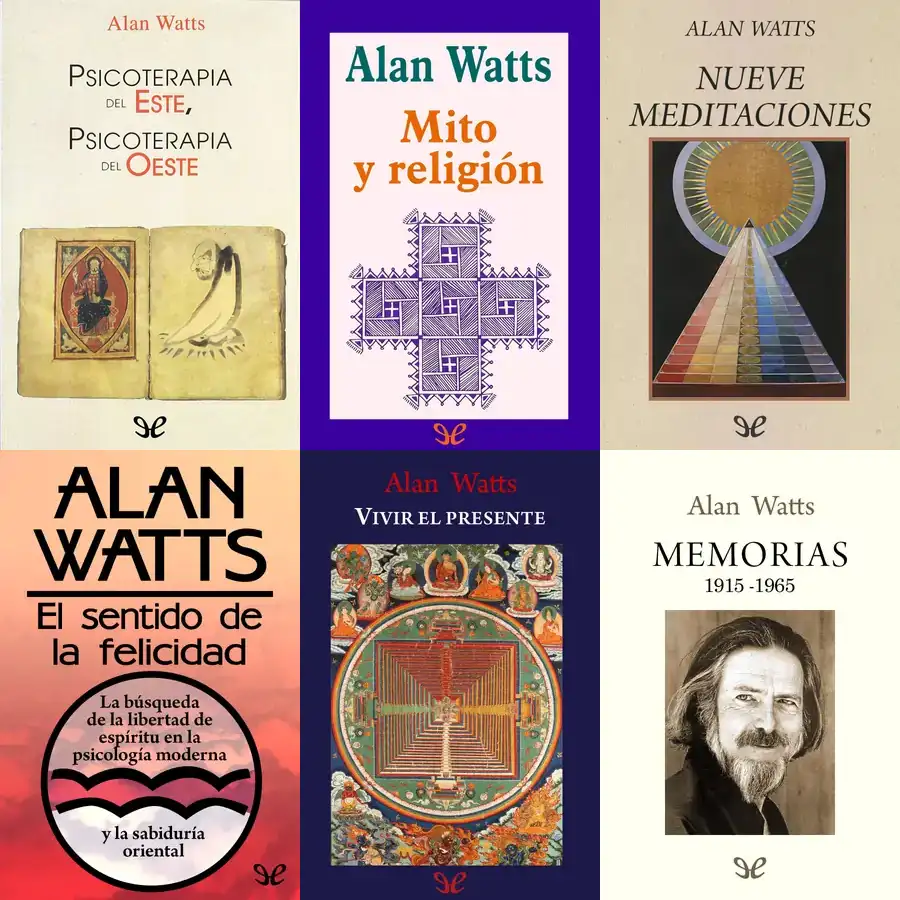 Alan Watts
PSICOTERAPIA
DEL ESTE,
PSICOTERAPIA
DEL OESTE
Alan Watts
Mito
y religión
ALAN WATTS
NUEVE
MEDITACIONES
ALAN
WATTS
El sentido de
la felicidad
La búsqueda
de la libertad de
espíritu en la
psicología moderna
y la sabiduría
oriental
Alan Watts
VIVIR EL PRESENTE
Alan Watts
MEMORIAS
1915 -1965